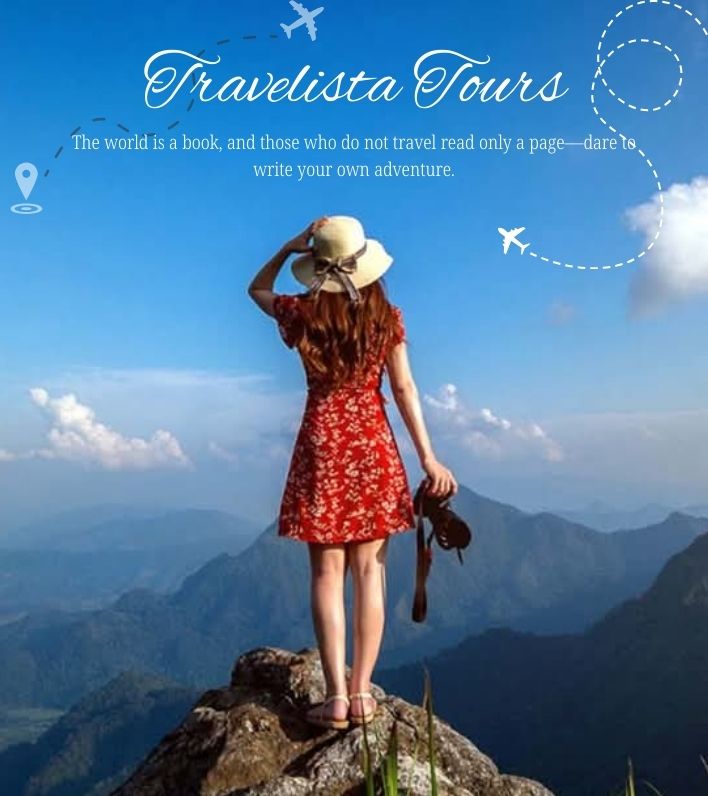 Travelista Tours
The world is a book, and those who do not travel read only a page—dare to
write your own adventure.